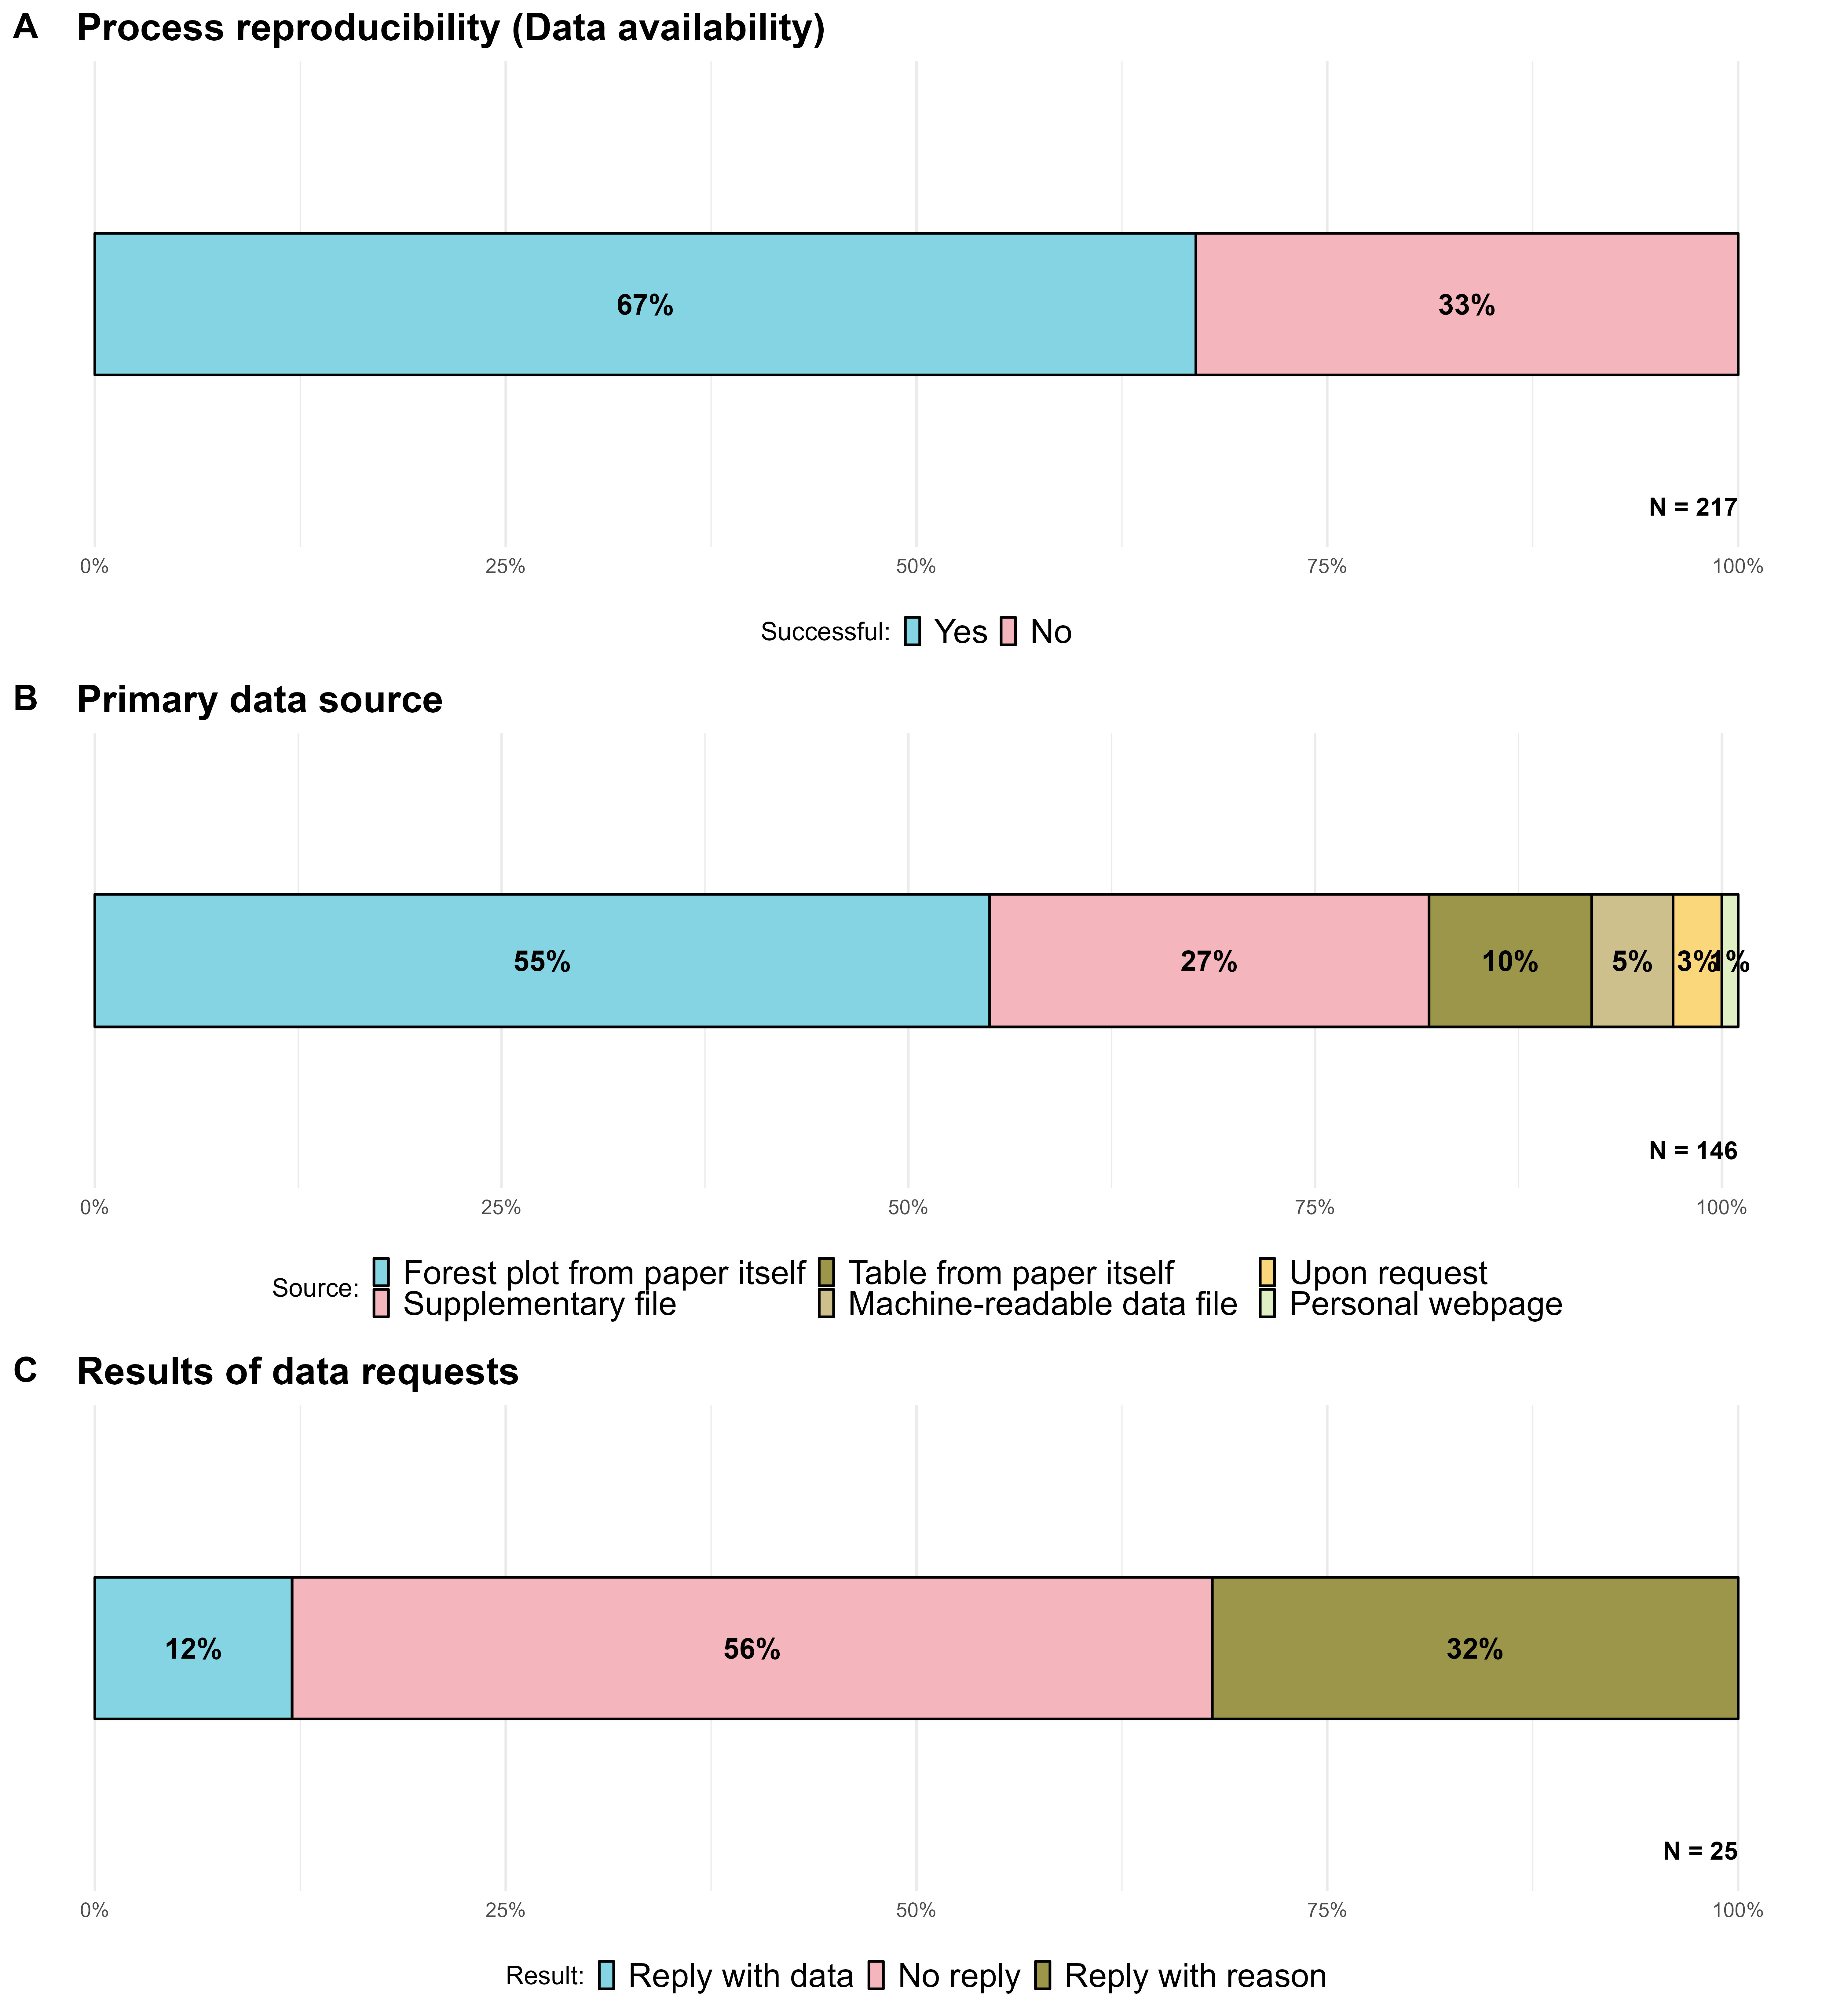 A Process reproducibility (Data availability)
67% 33%
N = 217
0% 25% 50% 75% 100%
Successful: Yes No
B Primary data source
55% 27% 10% 5% 3% 1%
N = 146
0% 25% 50% 75% 100%
Source: Forest plot from paper itself Table from paper itself Upon request
Supplementary file Machine-readable data file Personal webpage
C Results of data requests
12% 56% 32%
N = 25
0% 25% 50% 75% 100%
Result: Reply with data No reply Reply with reason